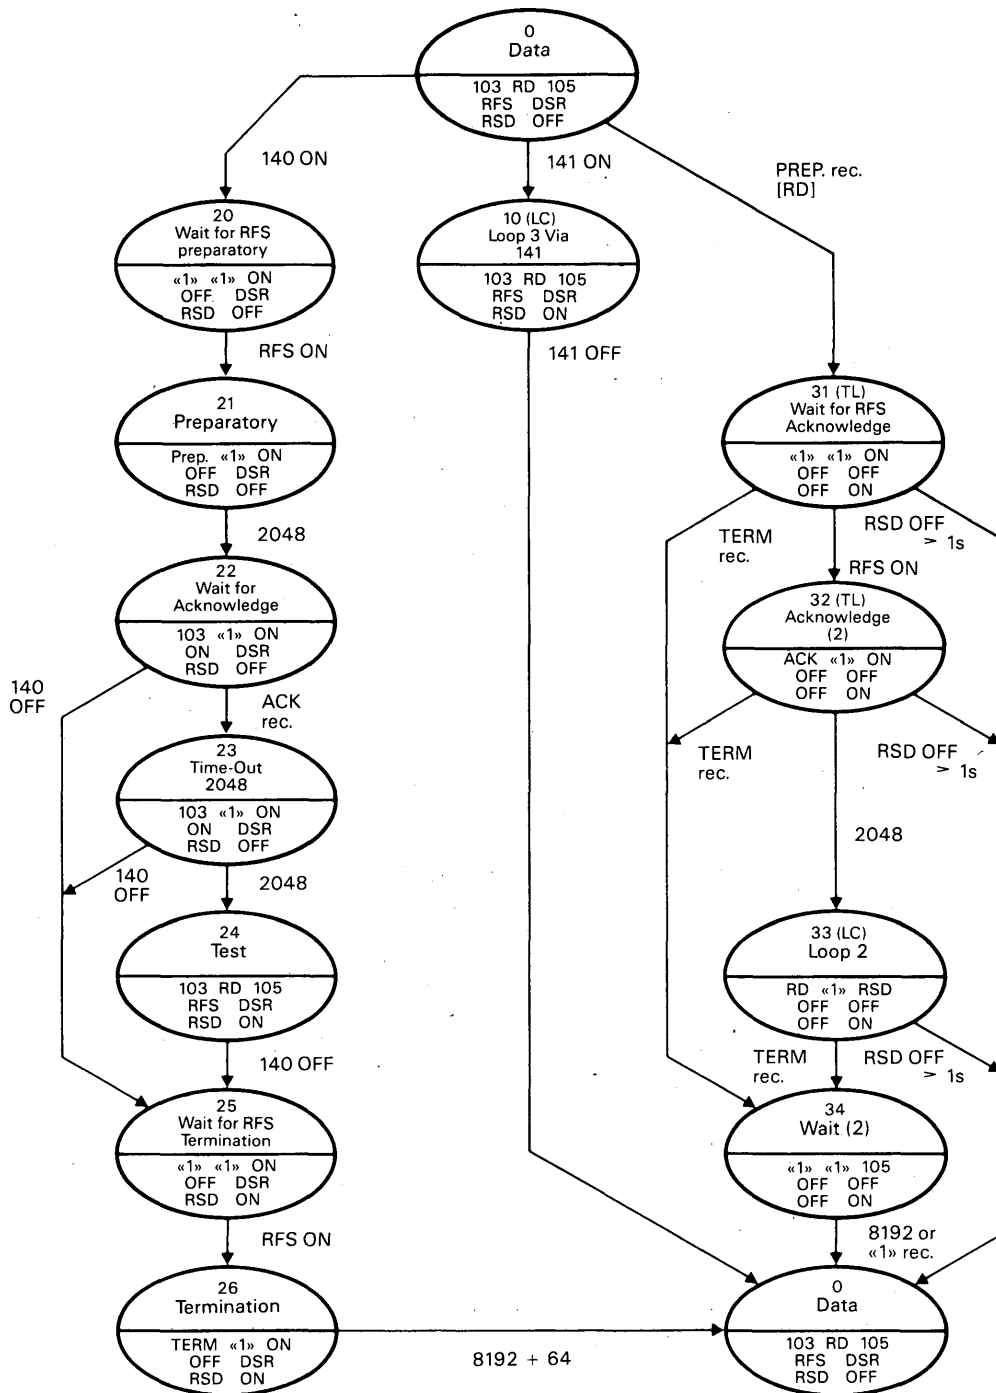 0
Data
103 RD 105
RFS DSR
RSD OFF
140 ON
141 ON
PREP. rec.
[RD]
20
Wait for RFS
preparatory
«1» «1» ON
OFF DSR
RSD OFF
10 (LC)
Loop 3 Via
141
103 RD 105
RFS DSR
RSD ON
RFS ON
141 OFF
21
Preparatory
Prep. «1» ON
OFF DSR
RSD OFF
31 (TL)
Wait for RFS
Acknowledge
«1» «1» ON
OFF OFF
OFF ON
2048
TERM
rec.
RSD OFF
> 1s
RFS ON
22
Wait for
Acknowledge
103 «1» ON
ON DSR
RSD OFF
32 (TL)
Acknowledge
(2)
ACK «1» ON
OFF OFF
OFF ON
140
OFF
ACK
rec.
TERM
rec.
RSD OFF
> 1s
23
Time-Out
2048
103 «1» ON
ON DSR
RSD OFF
2048
140
OFF
2048
24
Test
103 RD 105
RFS DSR
RSD ON
33 (LC)
Loop 2
RD «1» RSD
OFF OFF
OFF ON
140 OFF
TERM
rec.
RSD OFF
> 1s
25
Wait for RFS
Termination
«1» «1» ON
OFF DSR
RSD ON
34
Wait (2)
«1» «1» 105
OFF OFF
OFF ON
RFS ON
8192 or
«1» rec.
26
Termination
TERM «1» ON
OFF DSR
RSD ON
8192 + 64
0
Data
103 RD 105
RFS DSR
RSD OFF